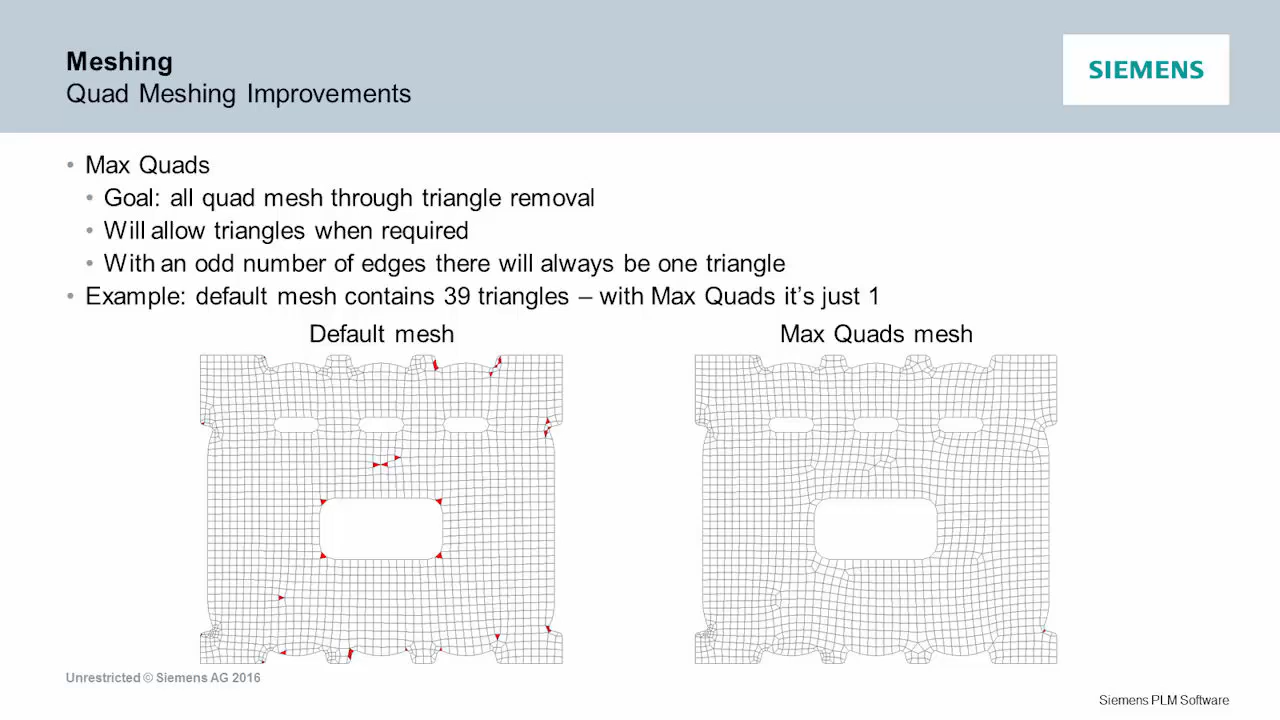 Meshing
Quad Meshing Improvements
SIEMENS
• Max Quads
• Goal: all quad mesh through triangle removal
• Will allow triangles when required
• With an odd number of edges there will always be one triangle
• Example: default mesh contains 39 triangles – with Max Quads it’s just 1
Default mesh
Max Quads mesh
Unrestricted © Siemens AG 2016
Siemens PLM Software